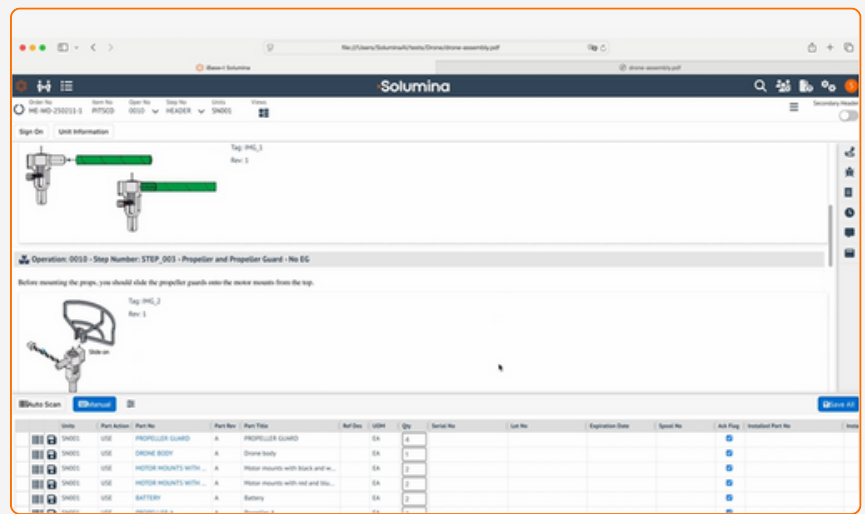 file:///Users/SoluminaAI/tests/Drone/drone-assembly.pdf
iBase-t Solumina
drone-assembly.pdf
Solumina
Order No Item No Oper No Step No Units Views
ME-WO-250211-1 PITSCO 0010 HEADER SN001
Secondary Header
Sign On Unit Information
Tag: IMG_1
Rev: 1
Operation: 0010 - Step Number: STEP_003 - Propeller and Propeller Guard - No EG
Before mounting the props, you should slide the propeller guards onto the motor mounts from the top.
Tag: IMG_2
Rev: 1
Slide on
Auto Scan Manual Save All
Units Part Action Part No Part Rev Part Title Ref Des UOM Qty Serial No Lot No Expiration Date Spool No Ack Flag Installed Part No
SN001 USE PROPELLER GUARD A PROPELLER GUARD EA 4
SN001 USE DRONE BODY A Drone body EA 1
SN001 USE MOTOR MOUNTS WITH ... A Motor mounts with black and w... EA 2
SN001 USE MOTOR MOUNTS WITH ... A Motor mounts with red and blu... EA 2
SN001 USE BATTERY A Battery EA 2